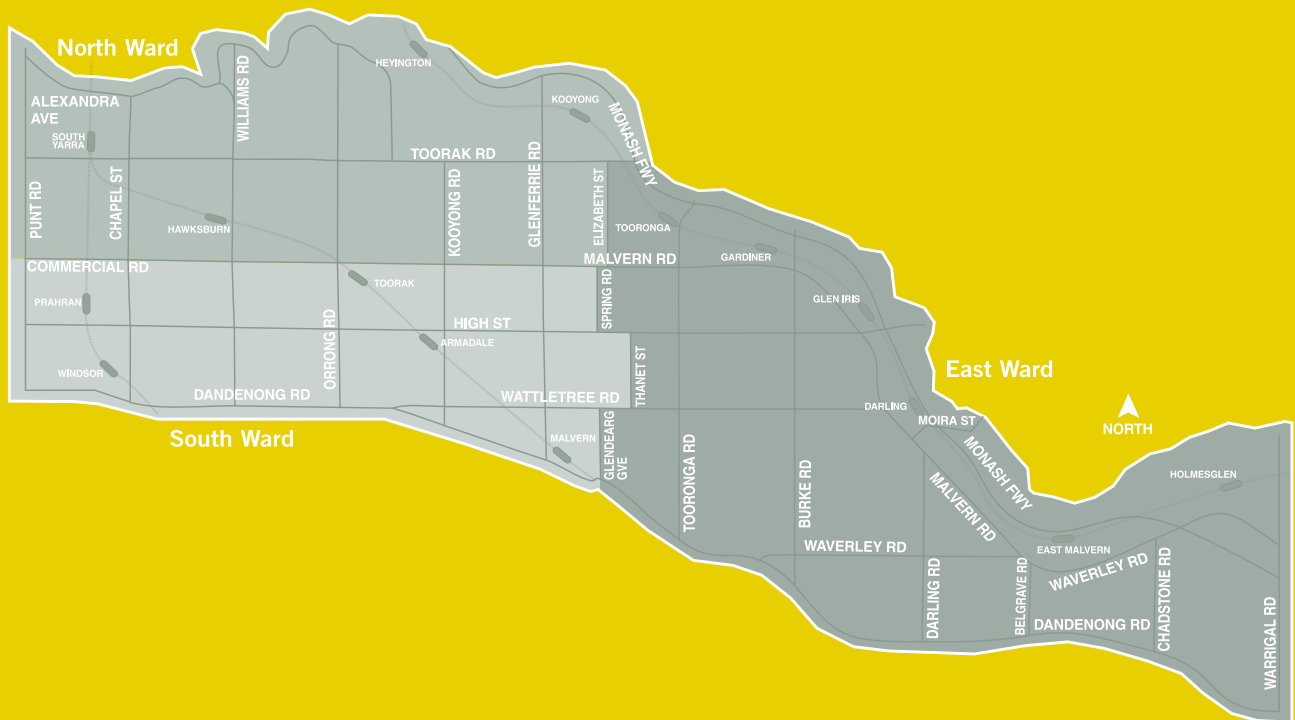 North Ward
WILLIAMS RD
HEYINGTON
KOOYONG
ALEXANDRA
AVE
MONASH FWY
SOUTH
YARRA
TOORAK RD
PUNT RD
CHAPEL ST
KOOYONG RD
GLENFERRIE RD
ELIZABETH ST
HAWKSBURN
TOORONGA
COMMERCIAL RD
MALVERN RD
GARDINER
TOORAK
PRAHRAN
SPRING RD
GLEN IRIS
HIGH ST
ORRONG RD
ARMADALE
WINDSOR
THANET ST
East Ward
DANDENONG RD
WATTLETREE RD
DARLING
MOIRA ST
NORTH
South Ward
MALVERN
GLENDEARG
GVE
TOORONGA RD
BURKE RD
MALVERN RD
MONASH FWY
HOLMESGLEN
WAVERLEY RD
EAST MALVERN
WAVERLEY RD
DARLING RD
BELGRAVE RD
DANDENONG RD
CHADSTONE RD
WARRIGAL RD